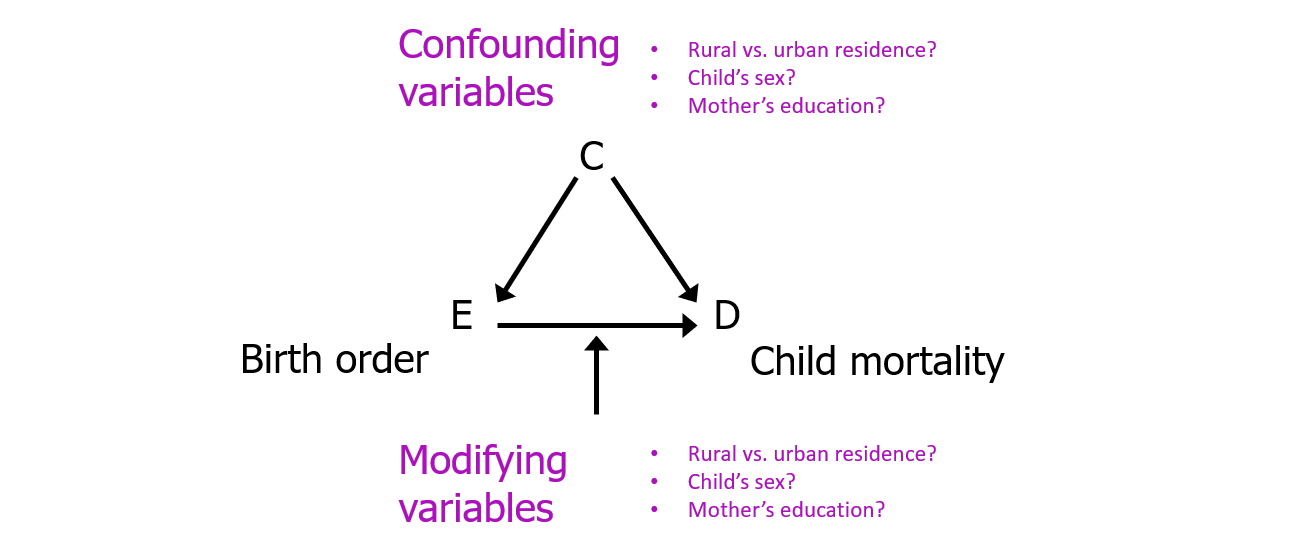 Confounding
variables
• Rural vs. urban residence?
• Child's sex?
• Mother's education?
C
E
D
Birth order
Child mortality
Modifying
variables
• Rural vs. urban residence?
• Child's sex?
• Mother's education?